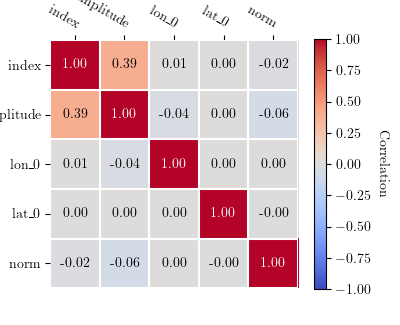 index amplitude lon_0 lat_0 norm
index 1.00 0.39 0.01 0.00 -0.02
plitude 0.39 1.00 -0.04 0.00 -0.06
lon_0 0.01 -0.04 1.00 0.00 0.00
lat_0 0.00 0.00 0.00 1.00 -0.00
norm -0.02 -0.06 0.00 -0.00 1.00
1.00
0.75
0.50
0.25
0.00
−0.25
−0.50
−0.75
−1.00
Correlation